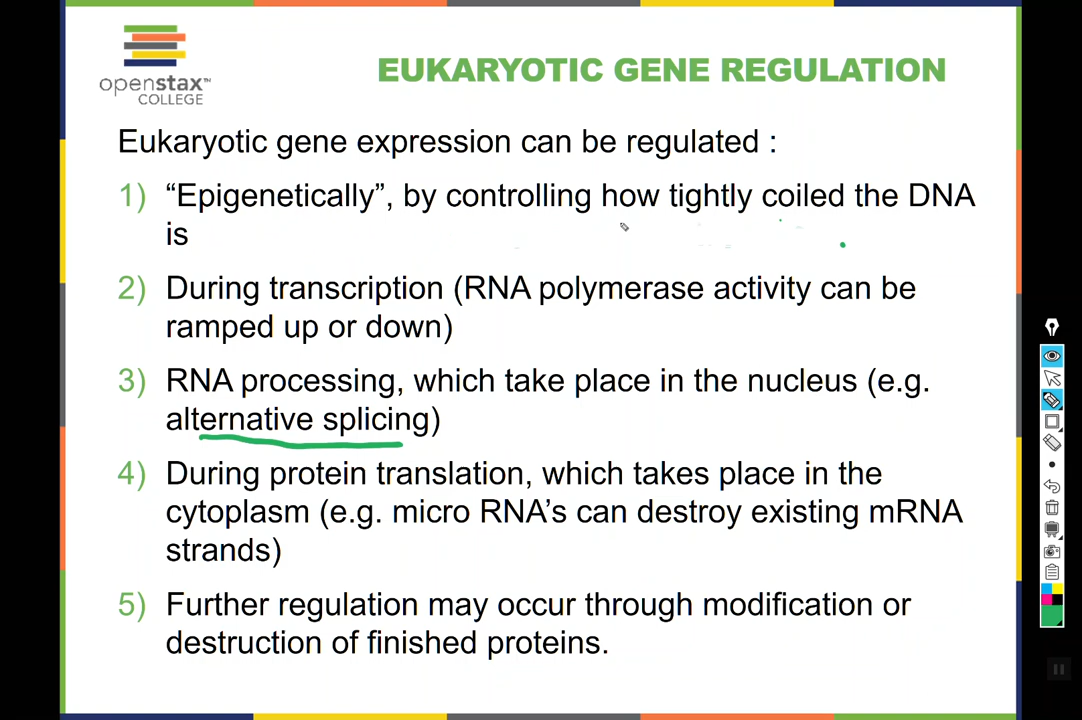 openstax™
COLLEGE
EUKARYOTIC GENE REGULATION
Eukaryotic gene expression can be regulated :
1) “Epigenetically”, by controlling how tightly coiled the DNA
is
2) During transcription (RNA polymerase activity can be
ramped up or down)
3) RNA processing, which take place in the nucleus (e.g.
alternative splicing)
4) During protein translation, which takes place in the
cytoplasm (e.g. micro RNA’s can destroy existing mRNA
strands)
5) Further regulation may occur through modification or
destruction of finished proteins.